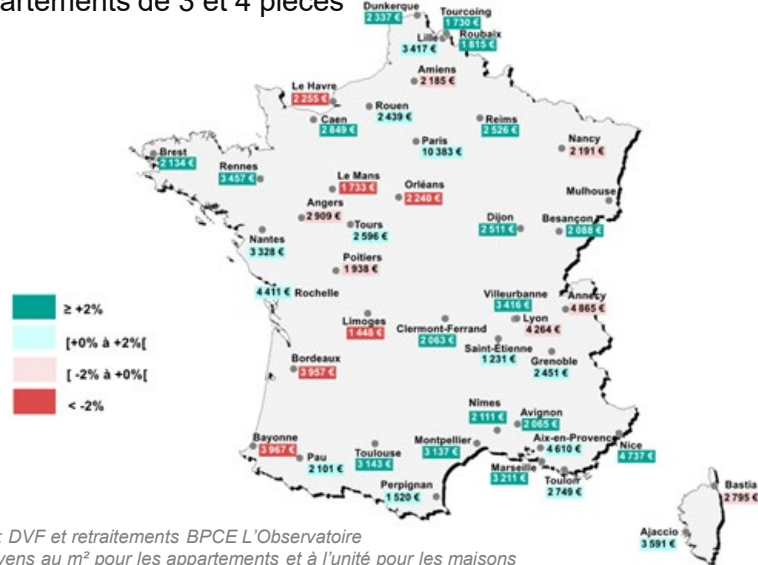 artements de 3 et 4 pièces
Dunkerque
2 337 €
Tourcoing
1 730 €
Lille
3 417 €
Roubaix
1 815 €
Amiens
2 185 €
Le Havre
2 255 €
Rouen
2 439 €
Caen
2 849 €
Reims
2 526 €
Paris
10 383 €
Nancy
2 191 €
Brest
2 134 €
Rennes
3 457 €
Le Mans
1 733 €
Orléans
2 240 €
Mulhouse
Angers
2 909 €
Tours
2 596 €
Dijon
2 511 €
Besançon
2 088 €
Nantes
3 328 €
Poitiers
1 938 €
4 411 € Rochelle
Villeurbanne
3 416 €
Annecy
4 865 €
Lyon
4 264 €
Limoges
1 448 €
Clermont-Ferrand
2 063 €
Saint-Étienne
1 231 €
Grenoble
2 451 €
≥ +2%
[+0% à +2%[
[ -2% à +0%[
< -2%
Bordeaux
3 957 €
Nîmes
2 111 €
Avignon
2 065 €
Bayonne
3 967 €
Pau
2 101 €
Toulouse
3 143 €
Montpellier
3 137 €
Aix-en-Provence
4 610 €
Nice
4 737 €
Marseille
3 211 €
Toulon
2 749 €
Perpignan
1 520 €
Bastia
2 795 €
Ajaccio
3 591 €
: DVF et retraitements BPCE L'Observatoire
yens au m² pour les appartements et à l'unité pour les maisons